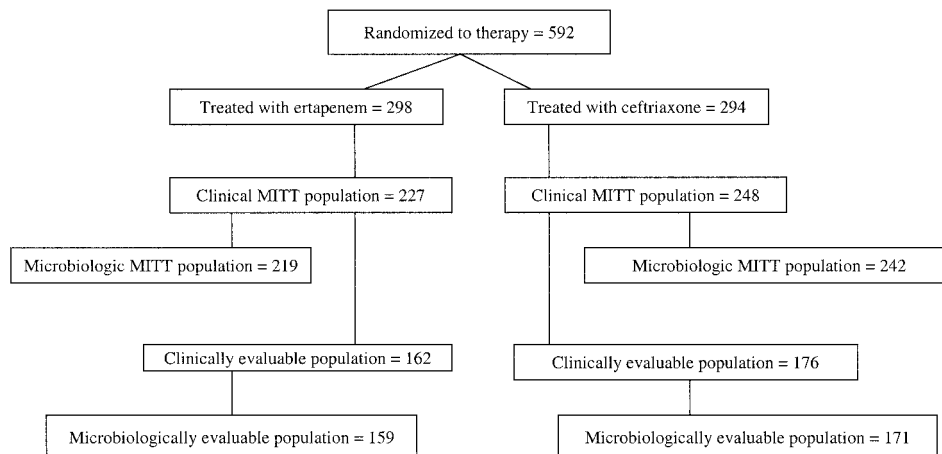 Randomized to therapy = 592
Treated with ertapenem = 298
Treated with ceftriaxone = 294
Clinical MITT population = 227
Clinical MITT population = 248
Microbiologic MITT population = 219
Microbiologic MITT population = 242
Clinically evaluable population = 162
Clinically evaluable population = 176
Microbiologically evaluable population = 159
Microbiologically evaluable population = 171